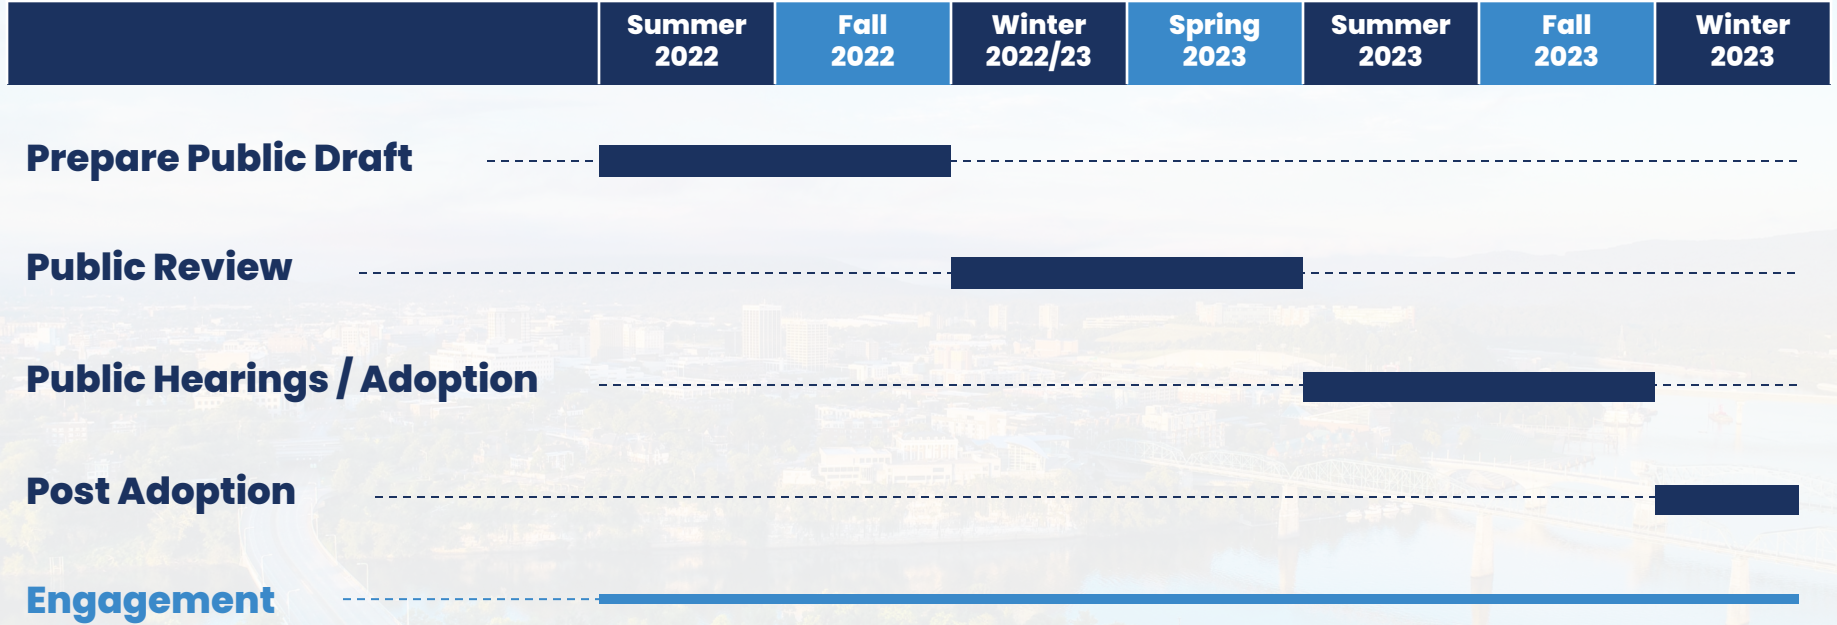 Summer
2022
Fall
2022
Winter
2022/23
Spring
2023
Summer
2023
Fall
2023
Winter
2023
Prepare Public Draft
Public Review
Public Hearings / Adoption
Post Adoption
Engagement